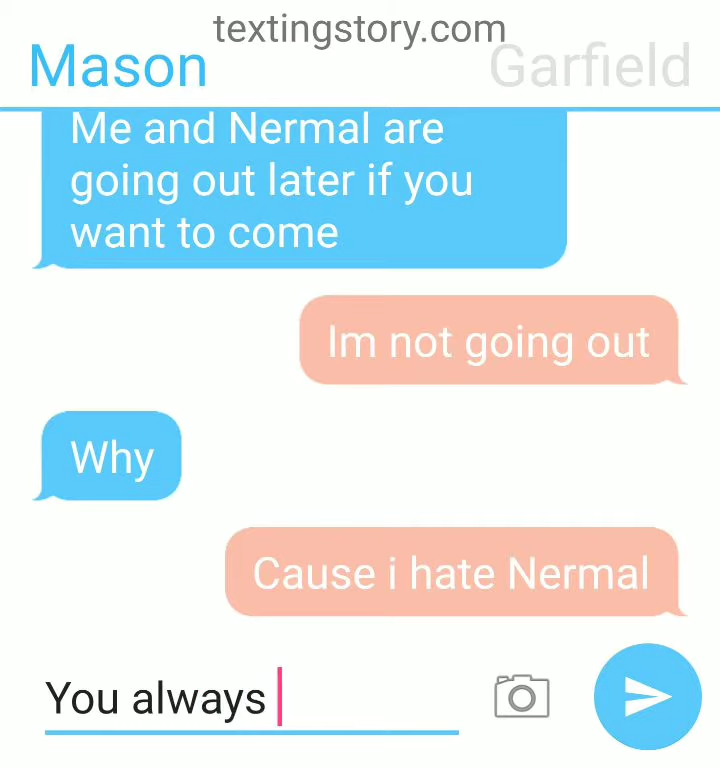 textingstory.com
Mason Garfield
Me and Nermal are
going out later if you
want to come
Im not going out
Why
Cause i hate Nermal
You always